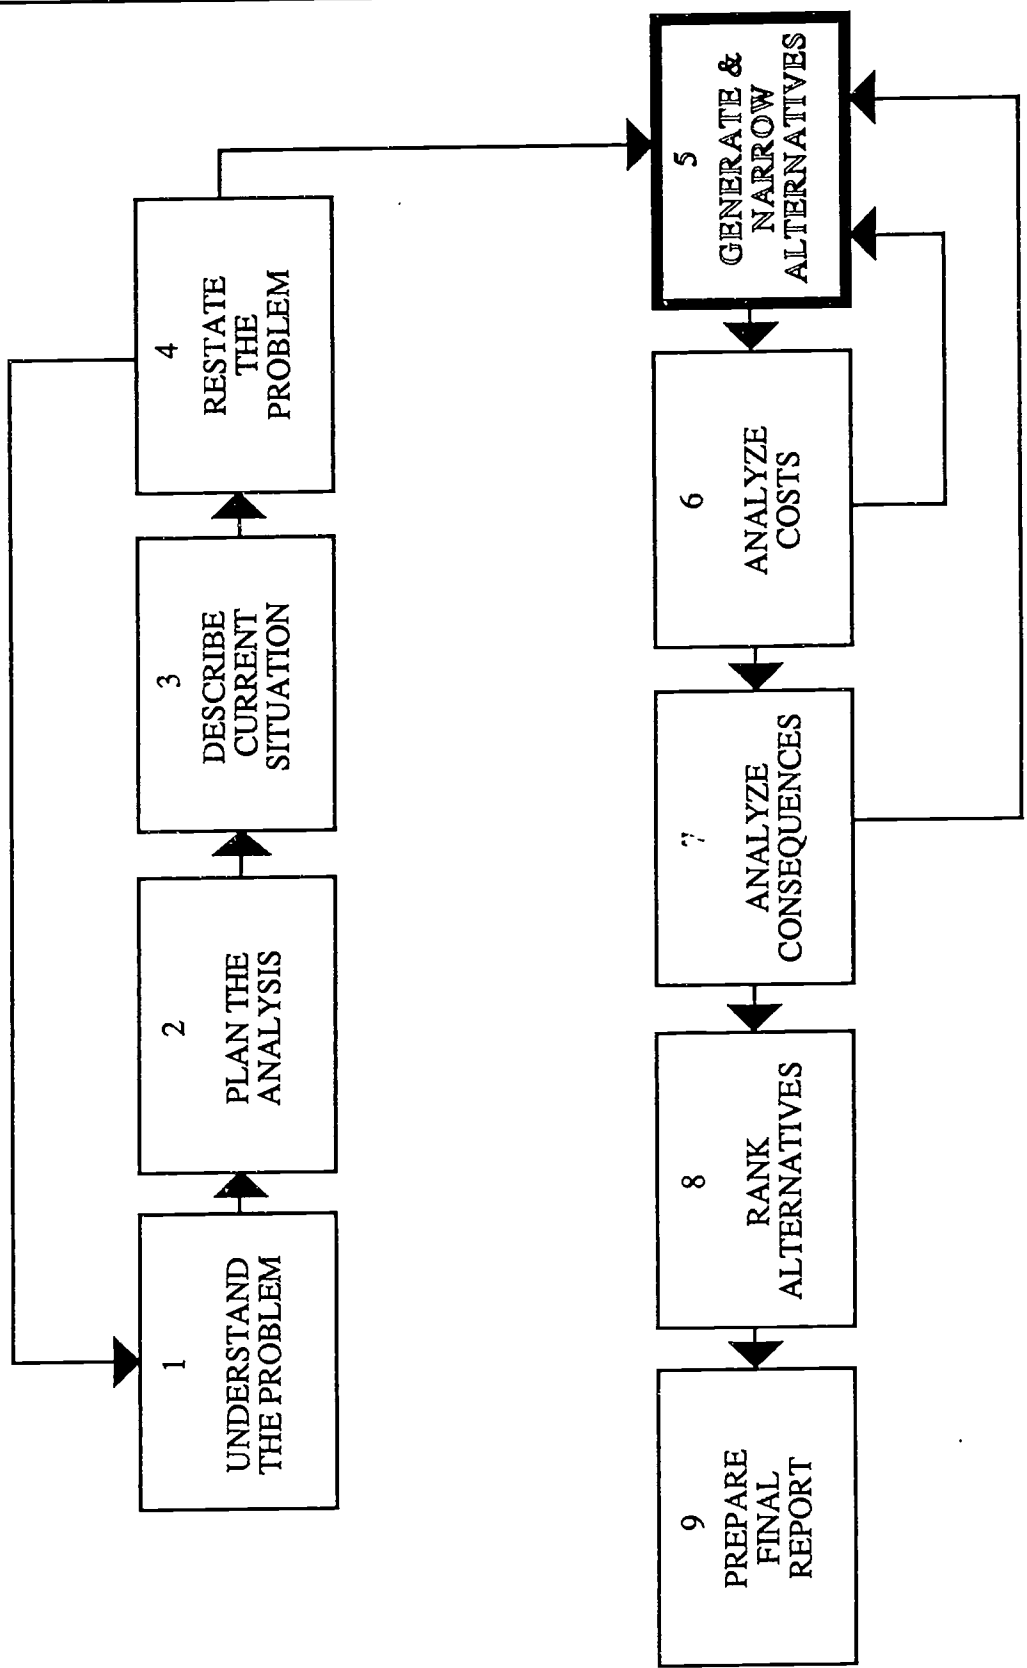 1
UNDERSTAND
THE PROBLEM
2
PLAN THE
ANALYSIS
3
DESCRIBE
CURRENT
SITUATION
4
RESTATE
THE
PROBLEM
5
GENERATE &
NARROW
ALTERNATIVES
6
ANALYZE
COSTS
7
ANALYZE
CONSEQUENCES
8
RANK
ALTERNATIVES
9
PREPARE
FINAL
REPORT